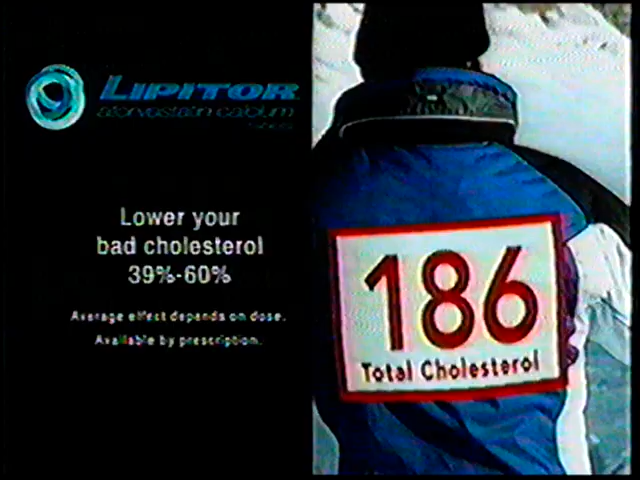 LIPITOR
atorvastatin calcium
tablets
Lower your
bad cholesterol
39%-60%
Average effect depends on dose.
Available by prescription.
186
Total Cholesterol